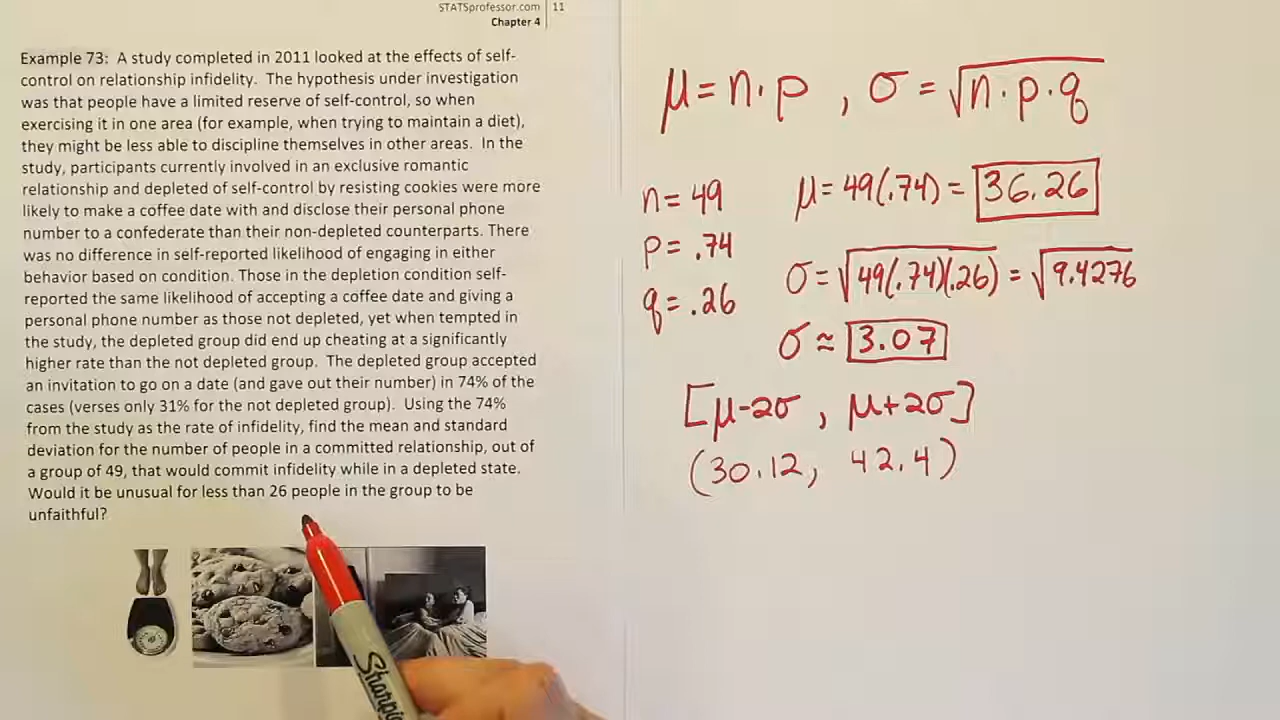 STATSprofessor.com 11
Chapter 4
Example 73: A study completed in 2011 looked at the effects of self-
control on relationship infidelity. The hypothesis under investigation
was that people have a limited reserve of self-control, so when
exercising it in one area (for example, when trying to maintain a diet),
they might be less able to discipline themselves in other areas. In the
study, participants currently involved in an exclusive romantic
relationship and depleted of self-control by resisting cookies were more
likely to make a coffee date with and disclose their personal phone
number to a confederate than their non-depleted counterparts. There
was no difference in self-reported likelihood of engaging in either
behavior based on condition. Those in the depletion condition self-
reported the same likelihood of accepting a coffee date and giving a
personal phone number as those not depleted, yet when tempted in
the study, the depleted group did end up cheating at a significantly
higher rate than the not depleted group. The depleted group accepted
an invitation to go on a date (and gave out their number) in 74% of the
cases (verses only 31% for the not depleted group). Using the 74%
from the study as the rate of infidelity, find the mean and standard
deviation for the number of people in a committed relationship, out of
a group of 49, that would commit infidelity while in a depleted state.
Would it be unusual for less than 26 people in the group to be
unfaithful?
μ = n·p , σ = √n·p·q
n = 49
p = .74
q = .26
μ = 49(.74) = 36.26
σ = √49(.74)(.26) = √9.4276
σ ≈ 3.07
[μ-2σ , μ+2σ]
(30.12, 42.4)
Sharpie